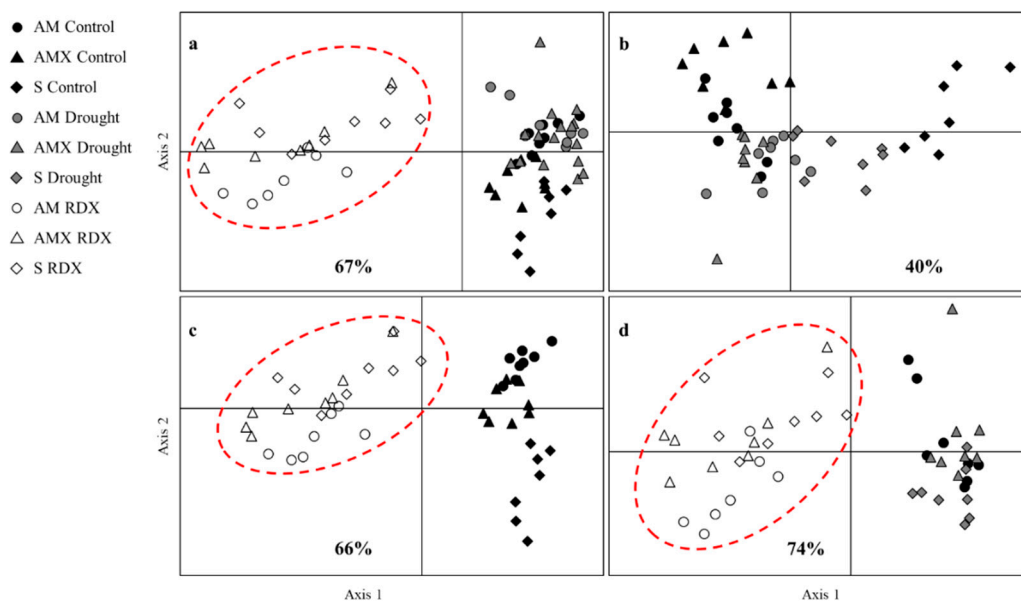 AM Control
AMX Control
S Control
AM Drought
AMX Drought
S Drought
AM RDX
AMX RDX
S RDX
a
Axis 2
67%
b
40%
c
Axis 2
66%
d
74%
Axis 1
Axis 1